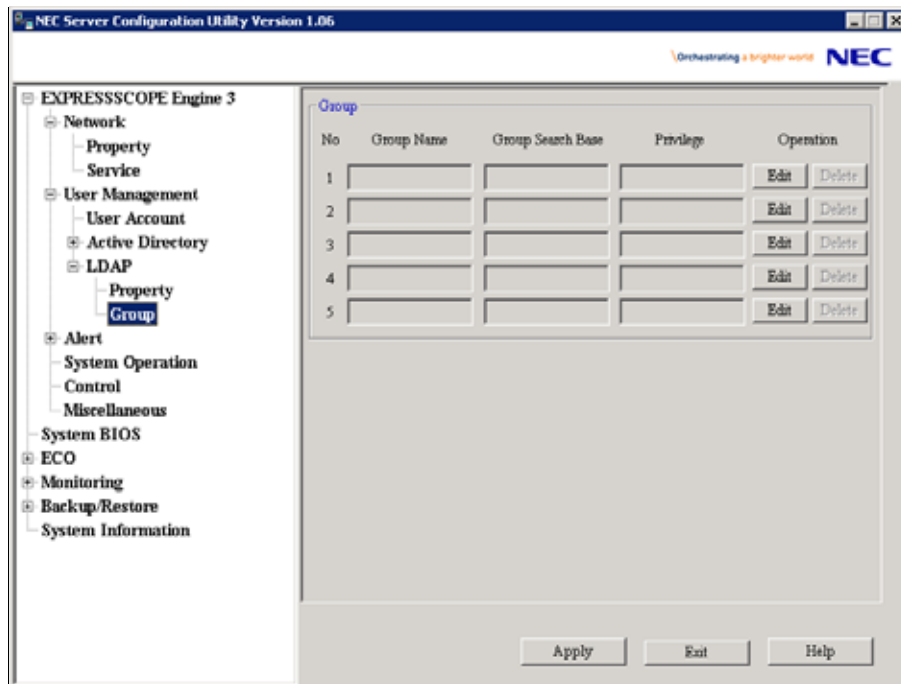 NEC Server Configuration Utility Version 1.06
\Orchestrating a brighter world NEC
EXPRESSSCOPE Engine 3
Network
Property
Service
User Management
User Account
Active Directory
LDAP
Property
Group
Alert
System Operation
Control
Miscellaneous
System BIOS
ECO
Monitoring
Backup/Restore
System Information
Group
No Group Name Group Search Base Privilege Operation
1 Edit Delete
2 Edit Delete
3 Edit Delete
4 Edit Delete
5 Edit Delete
Apply Exit Help